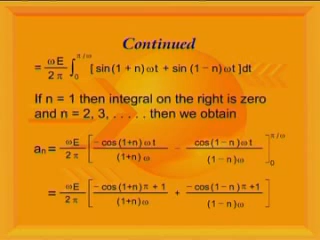 Continued
= ωE/2π ∫₀^π/ω [ sin (1 + n) ωt + sin (1 − n) ωt ]dt
If n = 1 then integral on the right is zero
and n = 2, 3, . . . . . then we obtain
aₙ = ωE/2π [ − cos (1+n) ωt/(1+n) ω − cos (1 − n) ωt/(1 − n) ω ]₀^π/ω
= ωE/2π [ − cos (1+n) π + 1/(1+n) ω + − cos (1 − n) π +1/(1 − n) ω ]